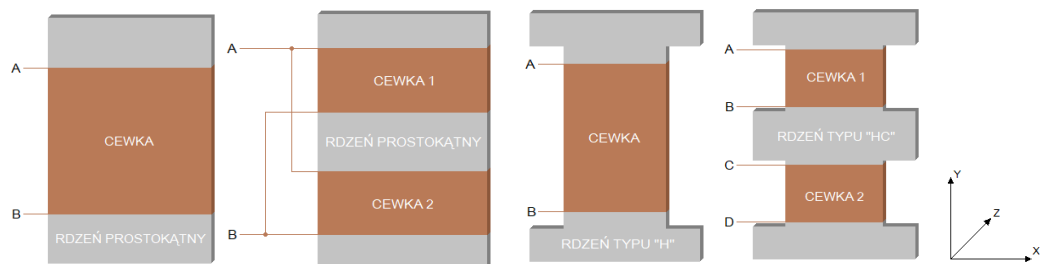 A
CEWKA
B
RDZEŃ PROSTOKĄTNY
A
CEWKA 1
RDZEŃ PROSTOKĄTNY
CEWKA 2
B
A
CEWKA
B
RDZEŃ TYPU "H"
A
CEWKA 1
B
RDZEŃ TYPU "HC"
C
CEWKA 2
D
Y
Z
X